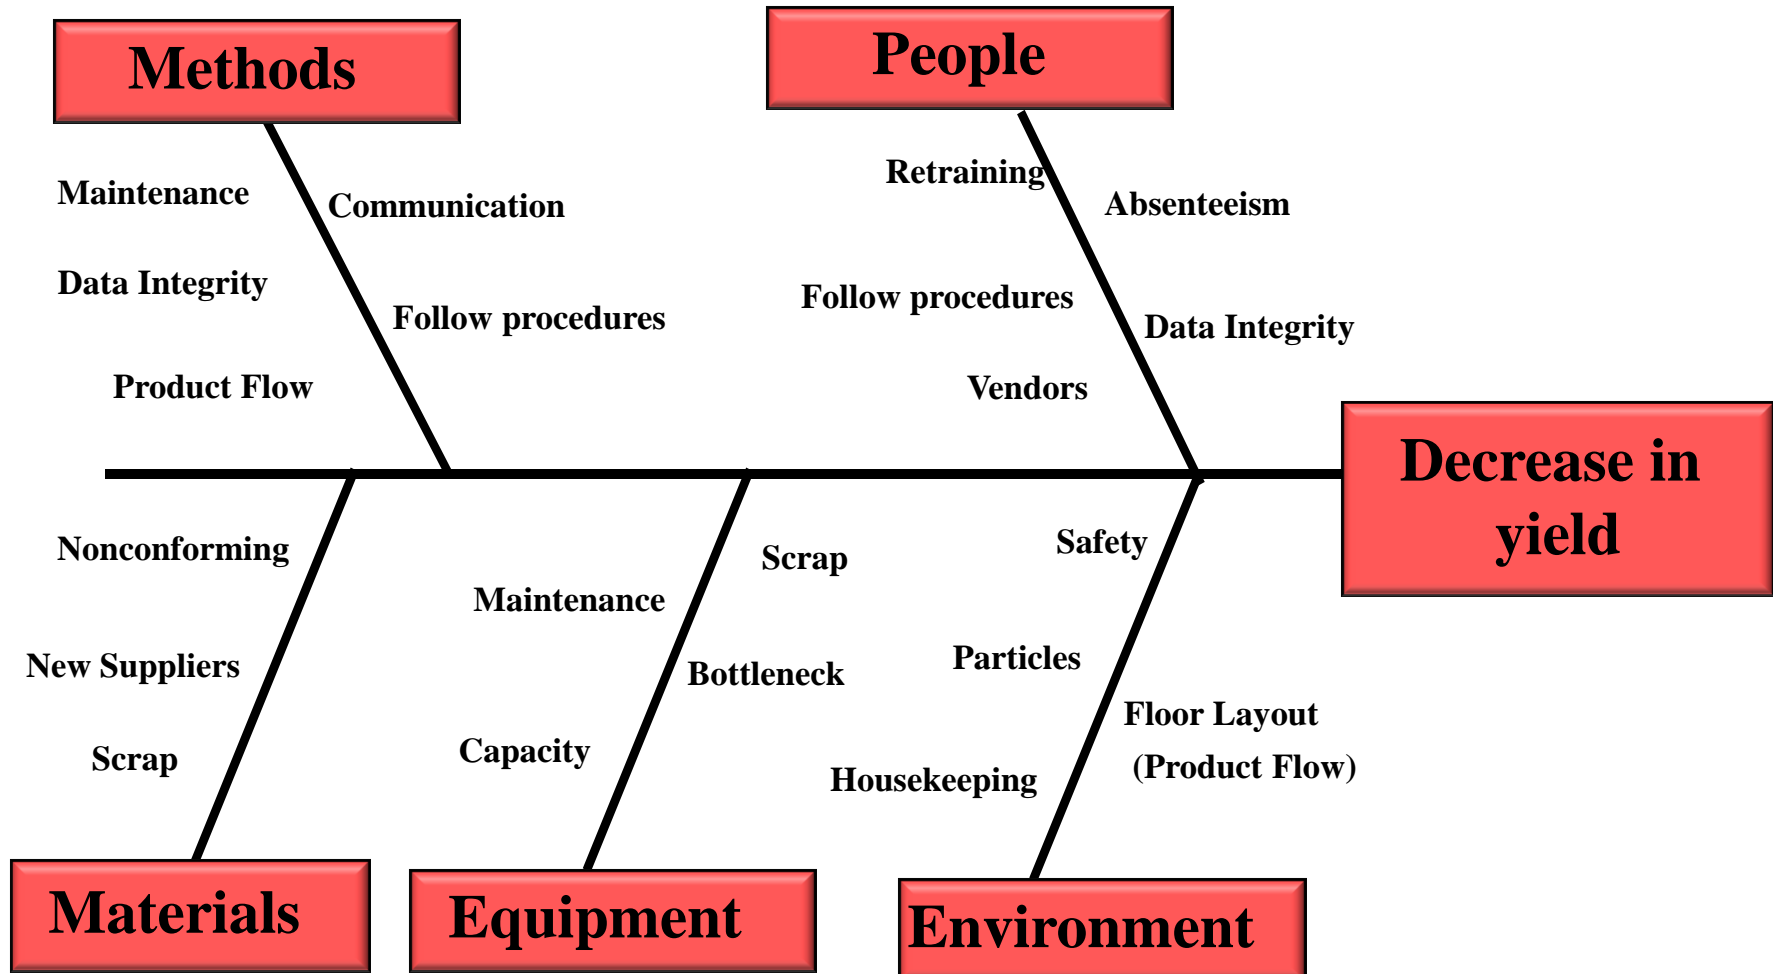 Methods
People
Maintenance
Communication
Data Integrity
Follow procedures
Product Flow
Retraining
Absenteeism
Follow procedures
Data Integrity
Vendors
Decrease in
yield
Nonconforming
New Suppliers
Scrap
Maintenance
Scrap
Bottleneck
Capacity
Safety
Particles
Floor Layout
(Product Flow)
Housekeeping
Materials
Equipment
Environment